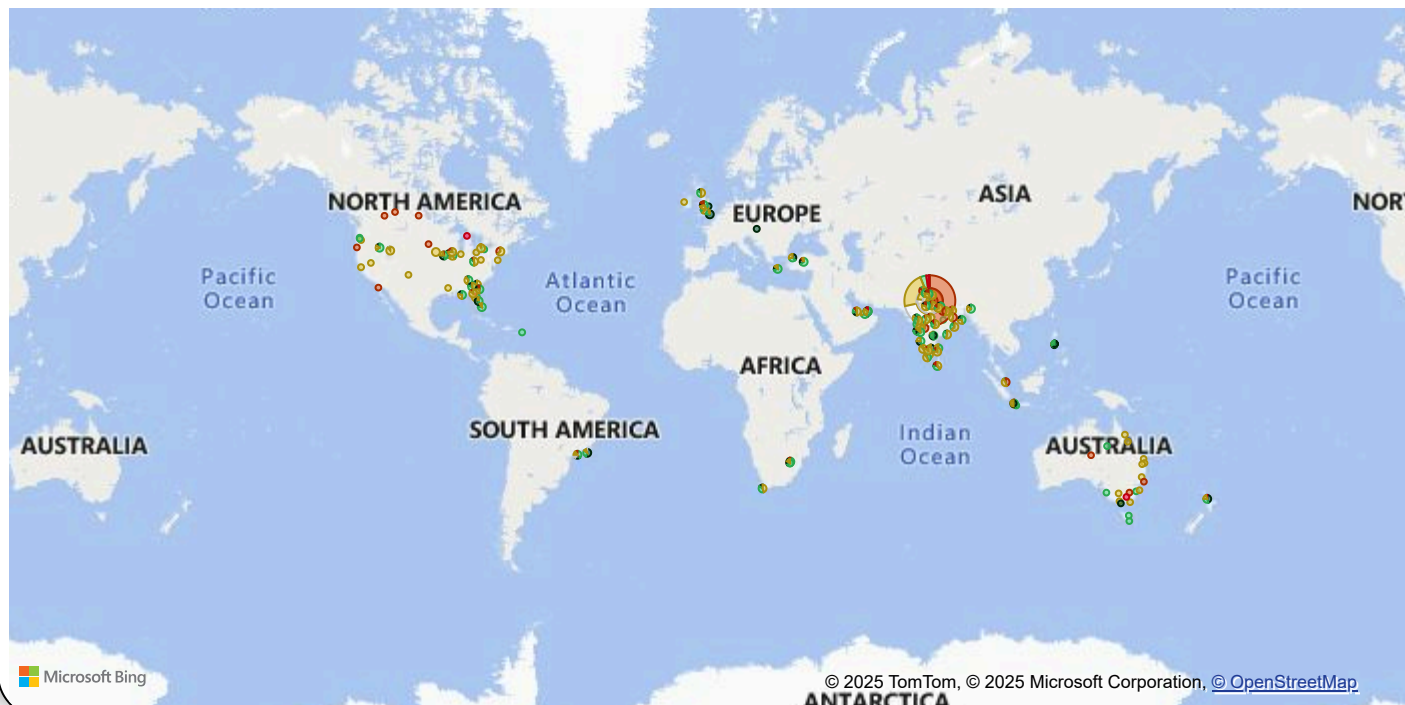 NORTH AMERICA
ASIA
NOR
EUROPE
Pacific
Ocean
Atlantic
Ocean
Pacific
Ocean
AFRICA
SOUTH AMERICA
Indian
Ocean
AUSTRALIA
AUSTRALIA
Microsoft Bing
© 2025 TomTom, © 2025 Microsoft Corporation, © OpenStreetMap
ANTARCTICA